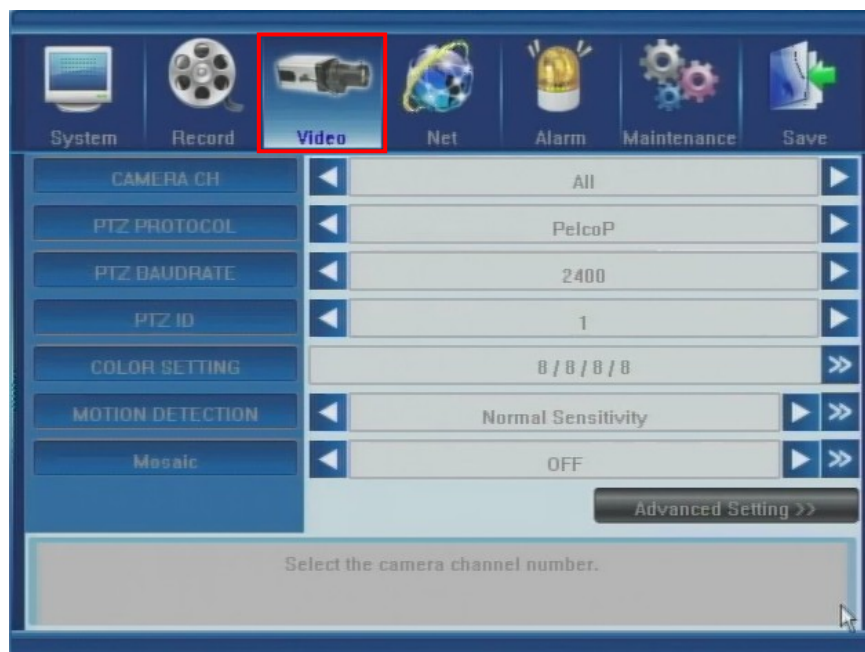 System Record Video Net Alarm Maintenance Save
CAMERA CH All
PTZ PROTOCOL PelcoP
PTZ BAUDRATE 2400
PTZ ID 1
COLOR SETTING 8 / 8 / 8 / 8 >>
MOTION DETECTION Normal Sensitivity >>
Mosaic OFF >>
Advanced Setting >>
Select the camera channel number.